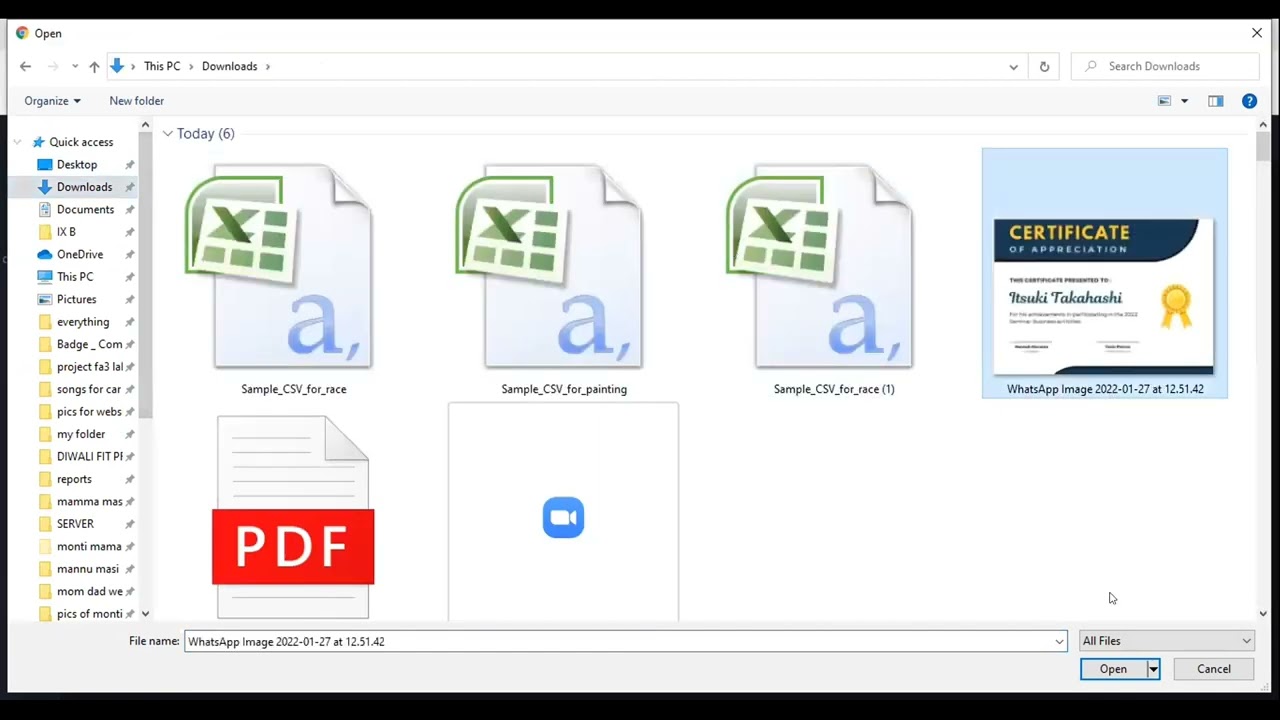 Open
This PC
Downloads
Search Downloads
Organize
New folder
Quick access
Desktop
Downloads
Documents
IX B
OneDrive
This PC
Pictures
everything
Badge _ Com
project fa3 lal
songs for car
pics for webs
my folder
DIWALI FIT PF
reports
mamma mas
SERVER
monti mama
mannu masi
mom dad we
pics of monti
Today (6)
a,
Sample_CSV_for_race
a,
Sample_CSV_for_painting
a,
Sample_CSV_for_race (1)
CERTIFICATE
OF APPRECIATION
THIS CERTIFICATE PRESENTED TO:
Itsuki Takahashi
WhatsApp Image 2022-01-27 at 12.51.42
PDF
File name:
WhatsApp Image 2022-01-27 at 12.51.42
All Files
Open
Cancel